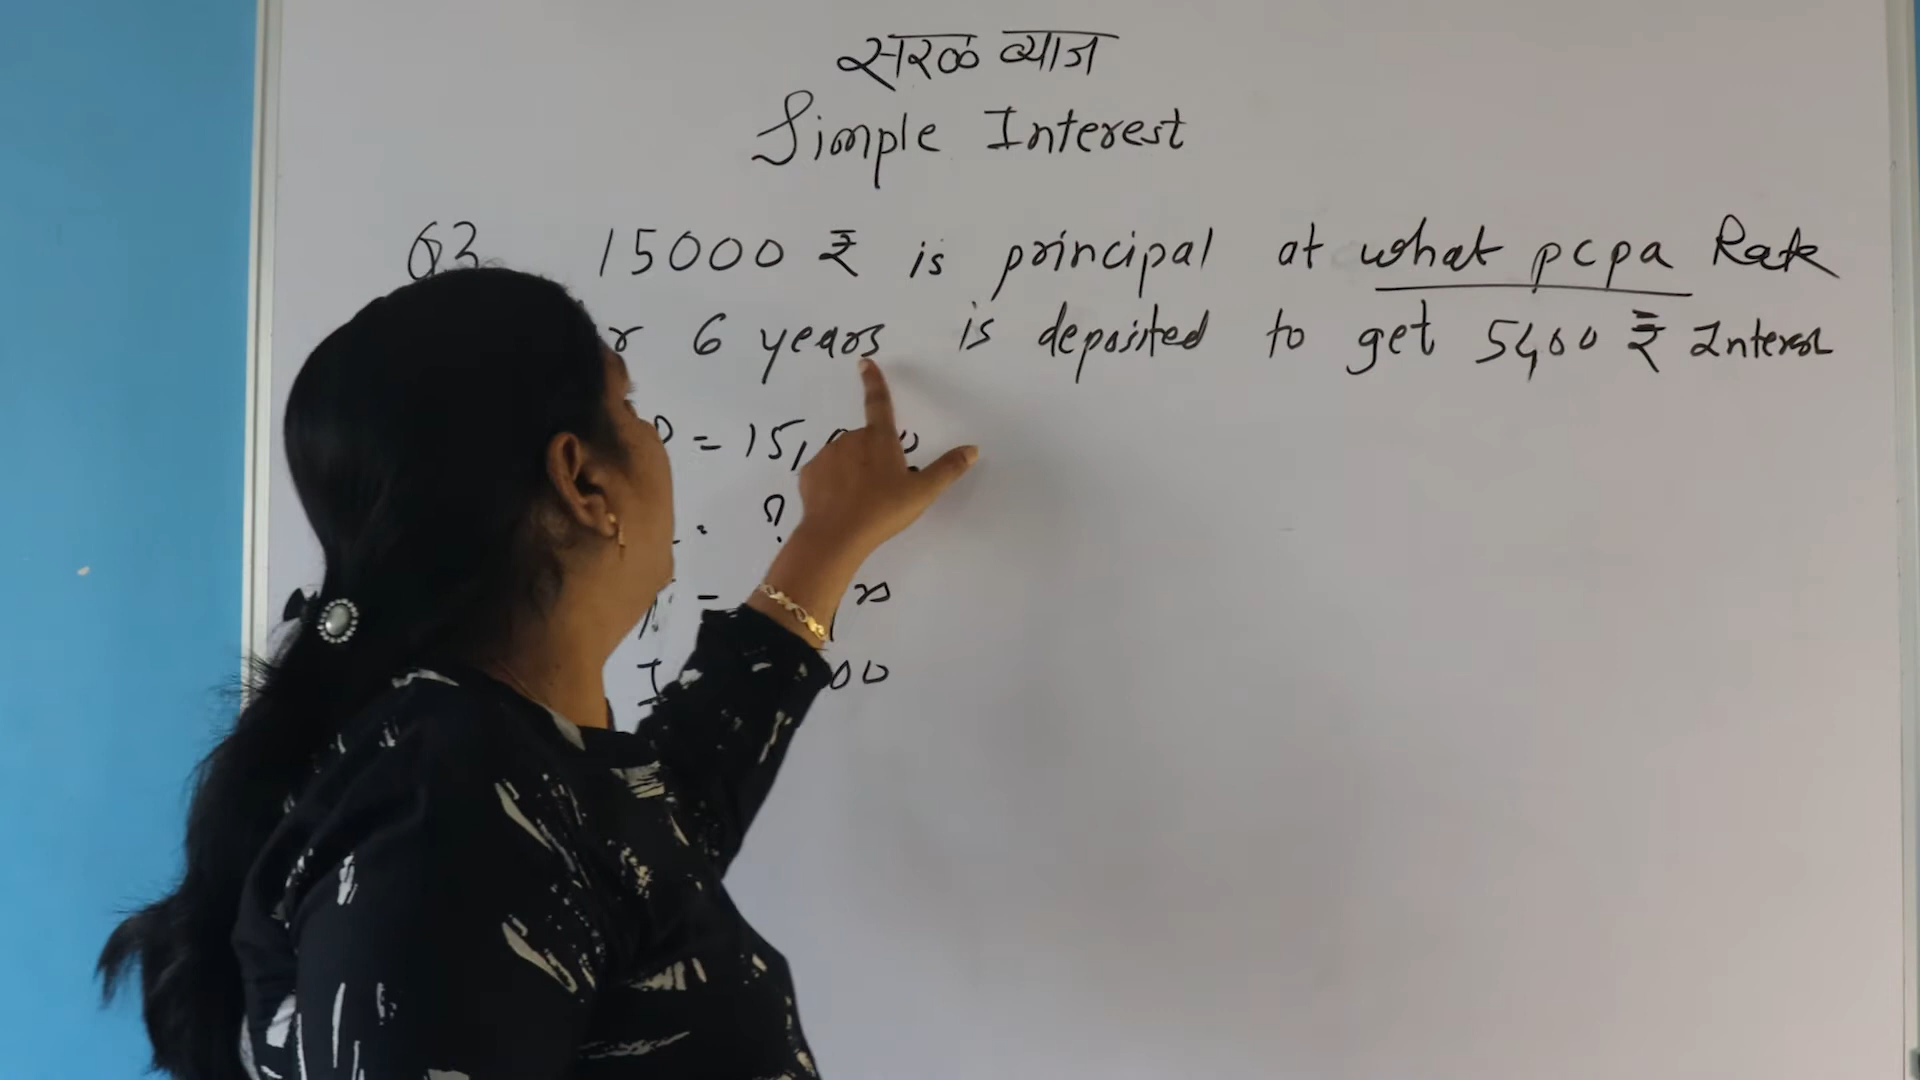 सरळ व्याज
Simple Interest
Q3 15000 ₹ is principal at what pcpa Rate
6 years is deposited to get 5400 ₹ Interest
= 15,
?
I 00